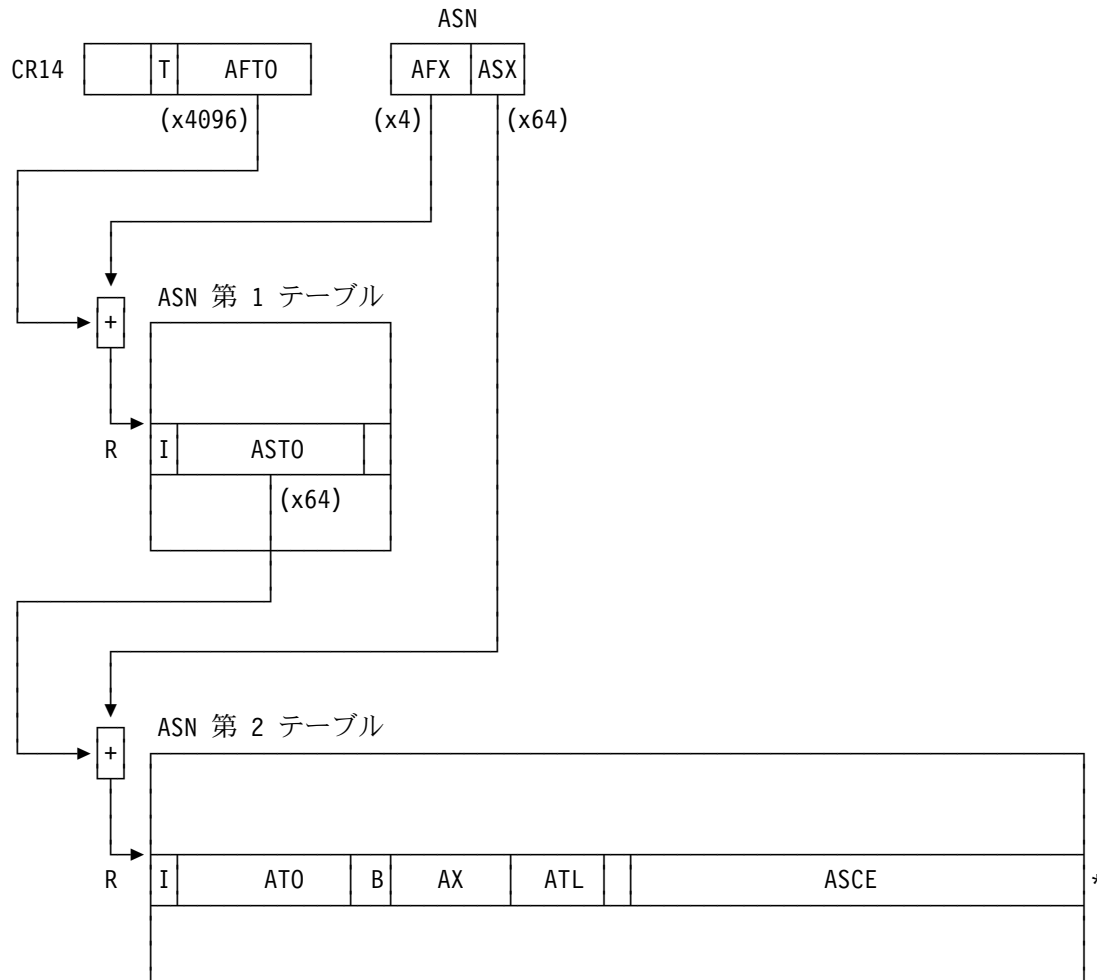 ASN
CR14 T AFTO AFX ASX
(x4096) (x4) (x64)
ASN 第 1 テーブル
+
R I ASTO
(x64)
ASN 第 2 テーブル
+
R I ATO B AX ATL ASCE *